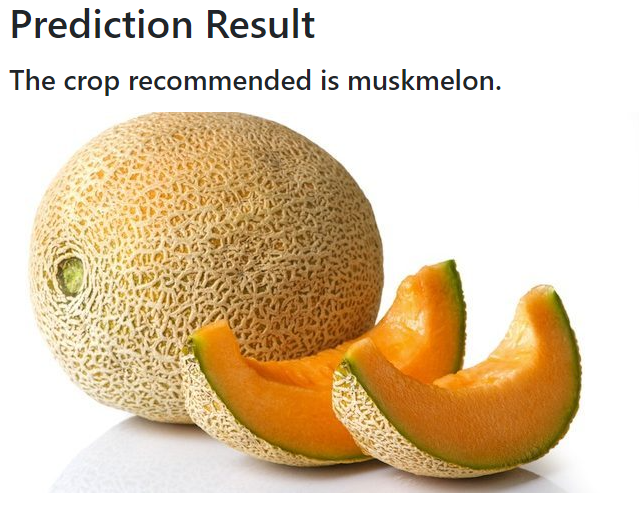 Prediction Result
The crop recommended is muskmelon.